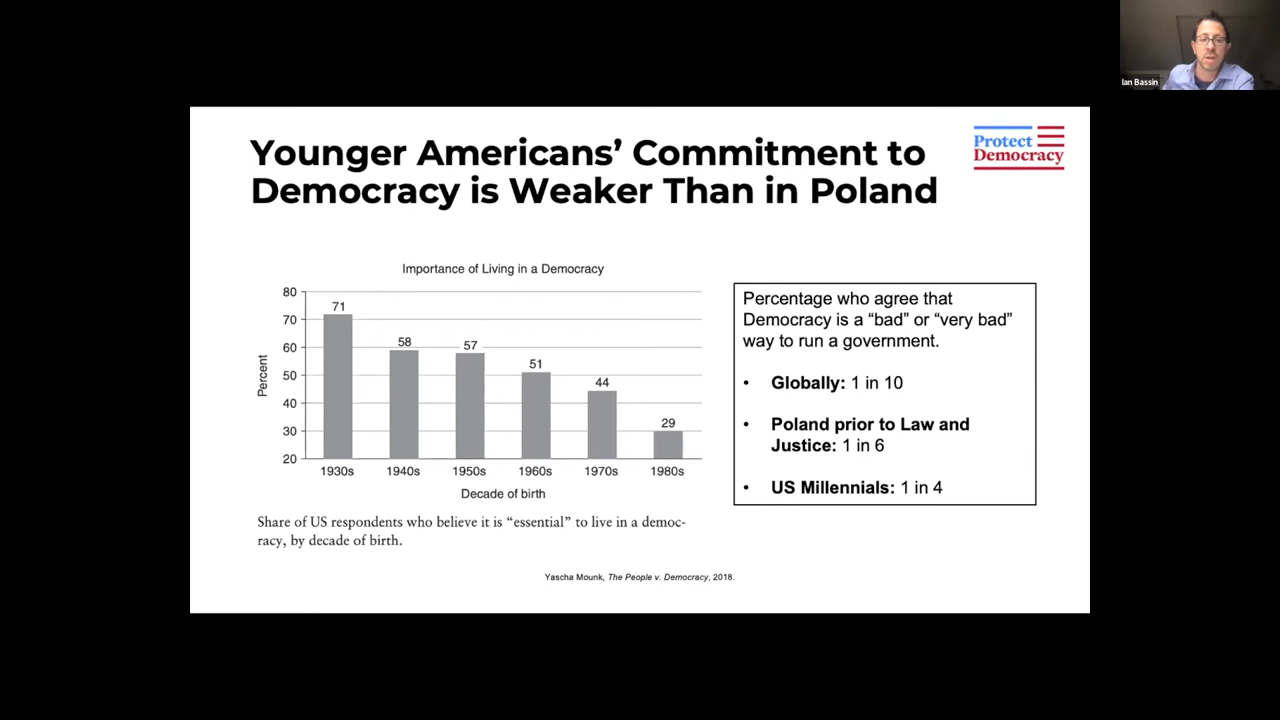 Ian Bassin
Younger Americans’ Commitment to
Democracy is Weaker Than in Poland
Protect
Democracy
Importance of Living in a Democracy
Percent
80
70
60
50
40
30
20
71
58
57
51
44
29
1930s 1940s 1950s 1960s 1970s 1980s
Decade of birth
Share of US respondents who believe it is “essential” to live in a democ-
racy, by decade of birth.
Percentage who agree that
Democracy is a “bad” or “very bad”
way to run a government.
• Globally: 1 in 10
• Poland prior to Law and
Justice: 1 in 6
• US Millennials: 1 in 4
Yascha Mounk, The People v. Democracy, 2018.